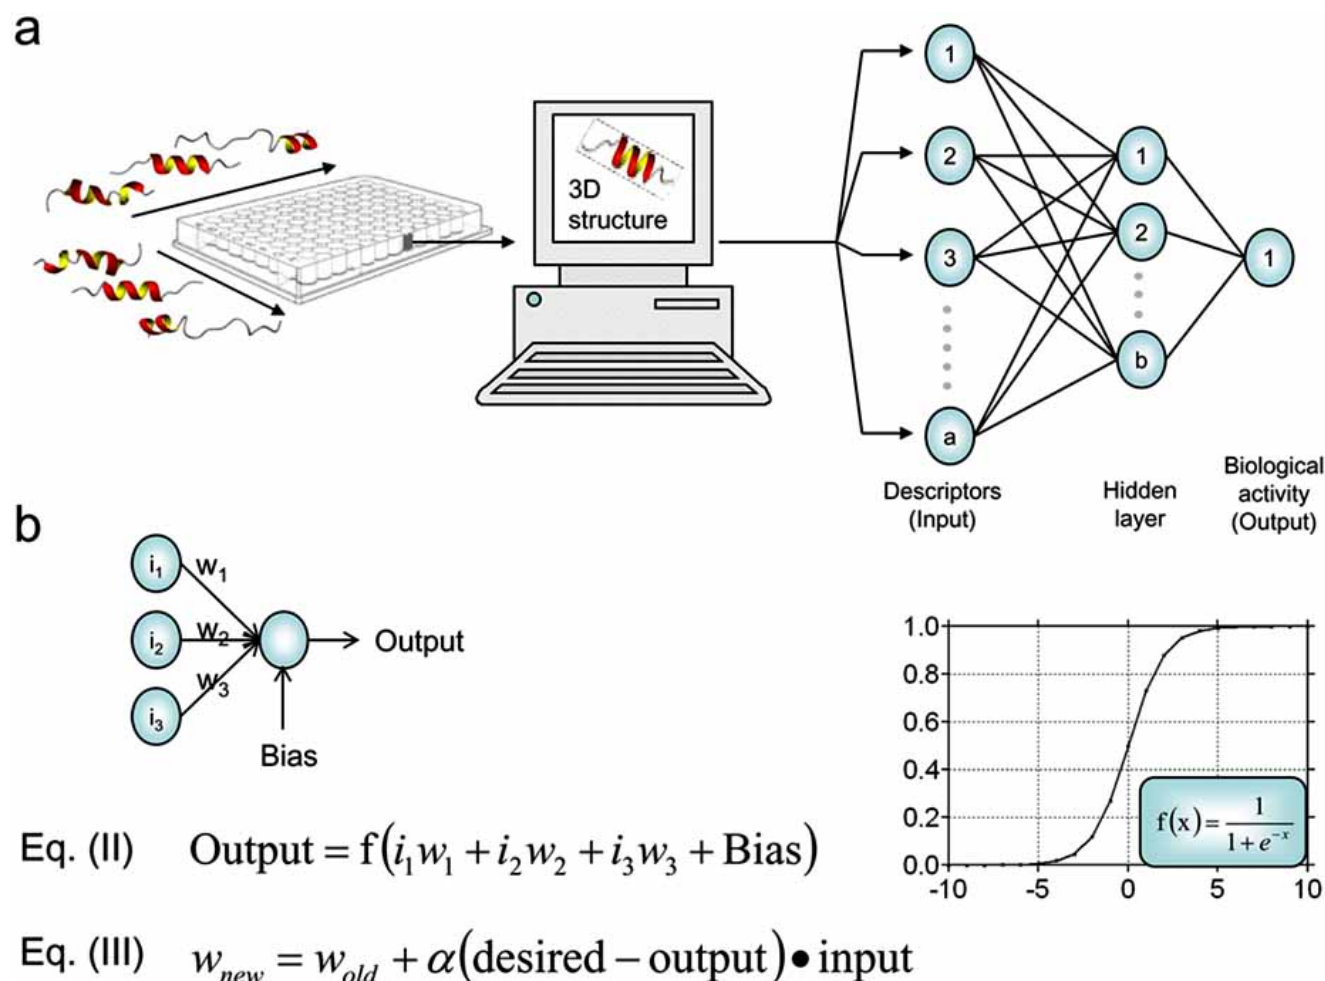 a
3D
structure
1
2
3
a
1
2
b
1
Descriptors
(Input)
Hidden
layer
Biological
activity
(Output)
b
i₁
i₂
i₃
w₁
w₂
w₃
Output
Bias
1.0
0.8
0.6
0.4
0.2
0.0
-10 -5 0 5 10
f(x)=1/(1+e⁻ˣ)
Eq. (II) Output = f(i₁w₁ + i₂w₂ + i₃w₃ + Bias)
Eq. (III) w_new = w_old + α(desired – output)•input